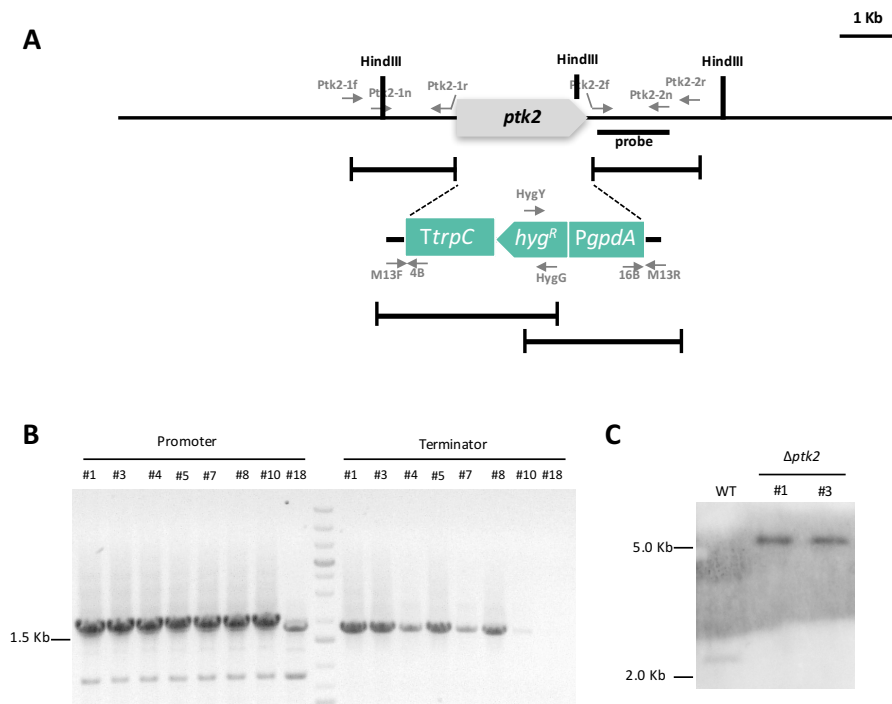 A
1 Kb
HindIII
HindIII
HindIII
Ptk2-1f
Ptk2-1n
Ptk2-1r
Ptk2-2f
Ptk2-2n
Ptk2-2r
ptk2
probe
HygY
TtrpC
hygR
PgpdA
M13F
4B
HygG
16B
M13R
B
Promoter
Terminator
#1 #3 #4 #5 #7 #8 #10 #18
#1 #3 #4 #5 #7 #8 #10 #18
1.5 Kb
C
Δptk2
WT #1 #3
5.0 Kb
2.0 Kb